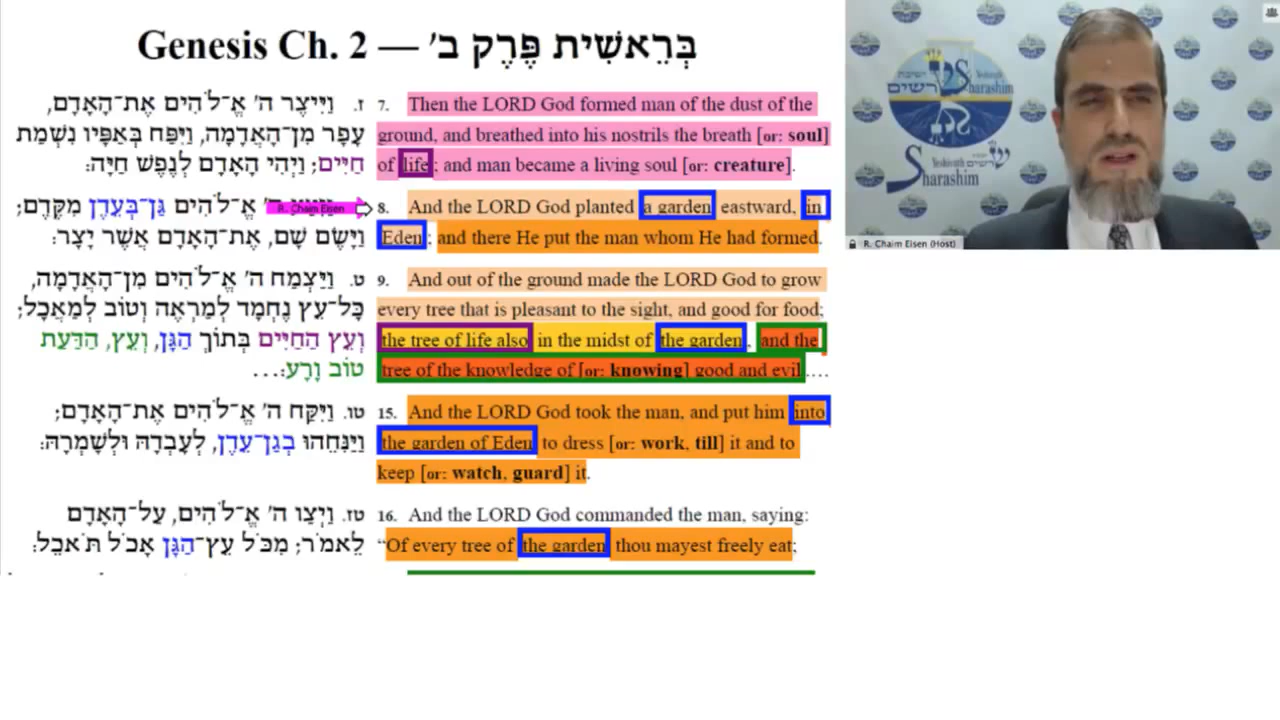 Genesis Ch. 2 — בְּרֵאשִׁית פֶּרֶק ב׳
ז. וַיִּיצֶר ה׳ אֱ־לֹהִים אֶת־הָאָדָם,
עָפָר מִן־הָאֲדָמָה, וַיִּפַּח בְּאַפָּיו נִשְׁמַת
חַיִּים; וַיְהִי הָאָדָם לְנֶפֶשׁ חַיָּה:
ה׳ אֱ־לֹהִים גַּן־בְּעֵדֶן מִקֶּדֶם;
וַיָּשֶׂם שָׁם, אֶת־הָאָדָם אֲשֶׁר יָצָר:
ט. וַיַּצְמַח ה׳ אֱ־לֹהִים מִן־הָאֲדָמָה,
כָּל־עֵץ נֶחְמָד לְמַרְאֶה וְטוֹב לְמַאֲכָל;
וְעֵץ הַחַיִּים בְּתוֹךְ הַגָּן, וְעֵץ, הַדַּעַת
טוֹב וָרָע:...
טו. וַיִּקַּח ה׳ אֱ־לֹהִים אֶת־הָאָדָם;
וַיַּנִּחֵהוּ בְגַן־עֵדֶן, לְעָבְדָהּ וּלְשָׁמְרָהּ:
טז. וַיְצַו ה׳ אֱ־לֹהִים, עַל־הָאָדָם
לֵאמֹר; מִכֹּל עֵץ־הַגָּן אָכֹל תֹּאכֵל:
7. Then the LORD God formed man of the dust of the
ground, and breathed into his nostrils the breath [or: soul]
of life; and man became a living soul [or: creature].
R. Chaim Eisen
8. And the LORD God planted a garden eastward, in
Eden; and there He put the man whom He had formed.
9. And out of the ground made the LORD God to grow
every tree that is pleasant to the sight, and good for food;
the tree of life also in the midst of the garden, and the
tree of the knowledge of [or: knowing] good and evil....
15. And the LORD God took the man, and put him into
the garden of Eden to dress [or: work, till] it and to
keep [or: watch, guard] it.
16. And the LORD God commanded the man, saying:
“Of every tree of the garden thou mayest freely eat;
ישיבת
שרשים
Yeshivath
Sharashim
Yeshivath שרשים
Sharashim
R. Chaim Eisen (Host)